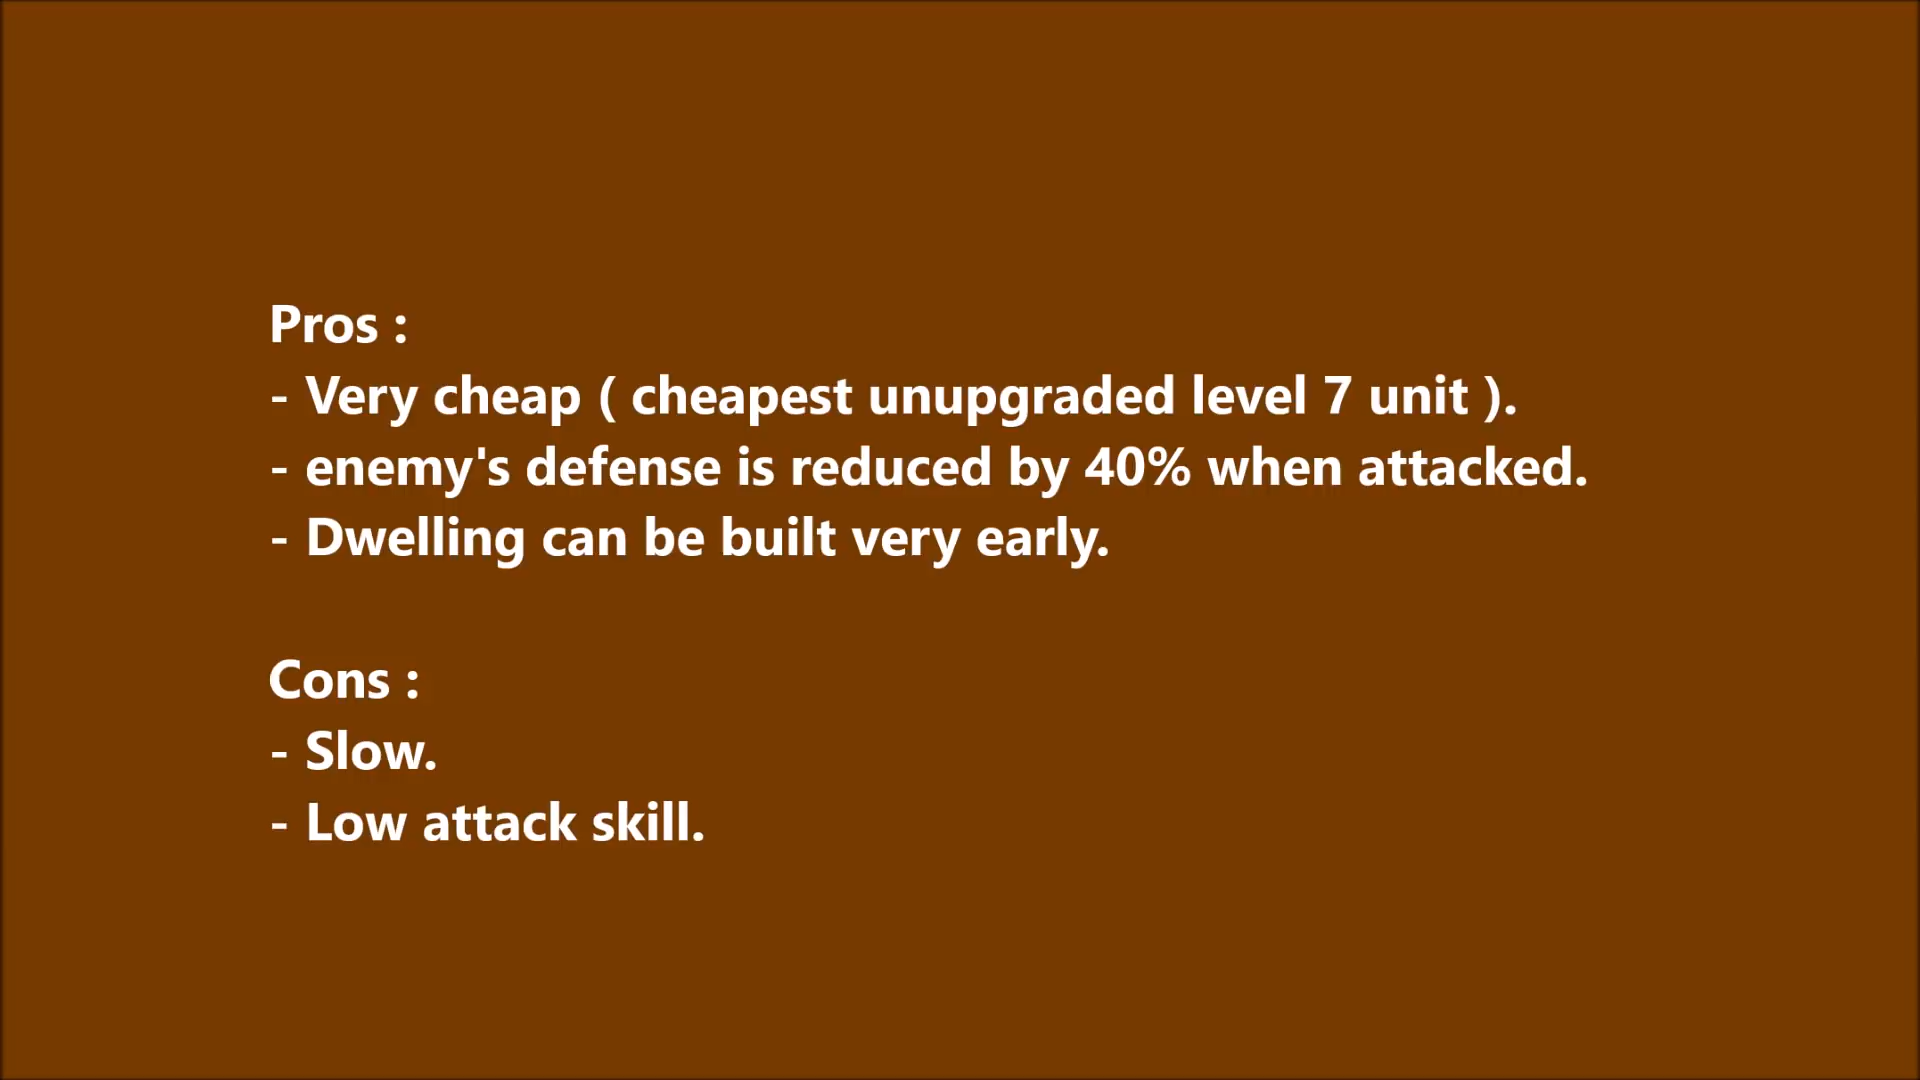 Pros :
- Very cheap ( cheapest unupgraded level 7 unit ).
- enemy's defense is reduced by 40% when attacked.
- Dwelling can be built very early.
Cons :
- Slow.
- Low attack skill.